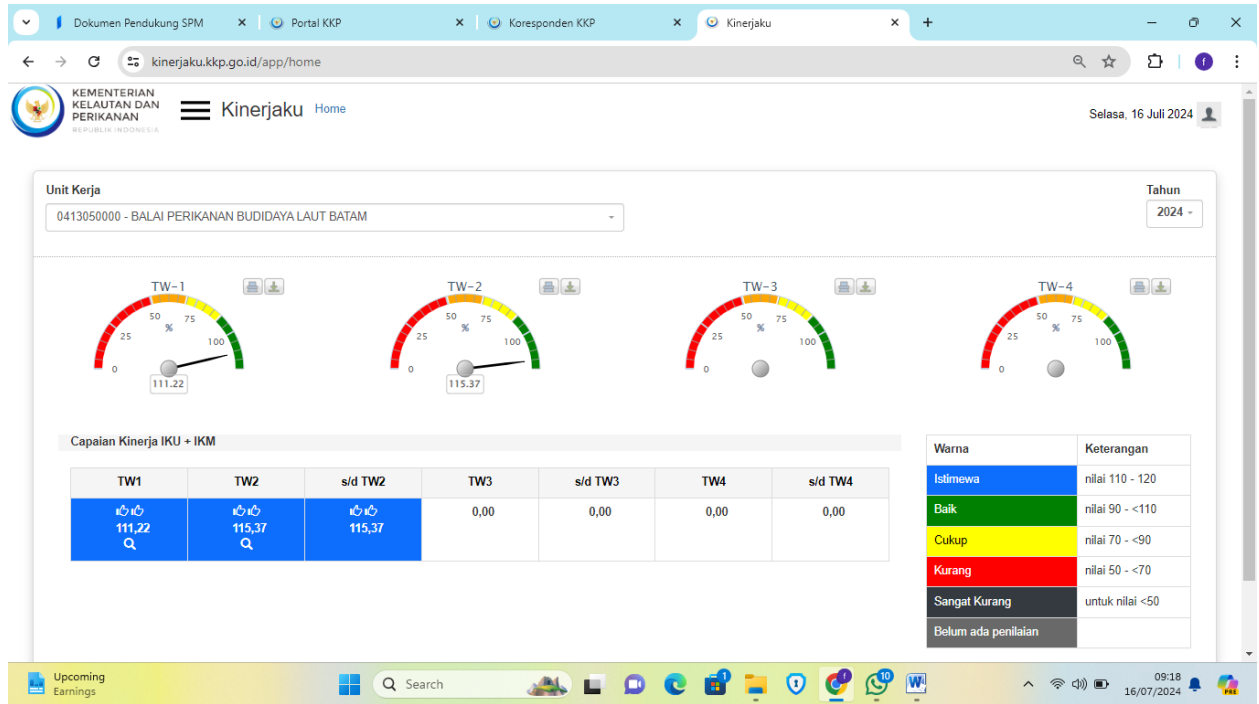 Dokumen Pendukung SPM
Portal KKP
Koresponden KKP
Kinerjaku
kinerjaku.kkp.go.id/app/home
f
KEMENTERIAN
KELAUTAN DAN
PERIKANAN
REPUBLIK INDONESIA
Kinerjaku Home
Selasa, 16 Juli 2024
Unit Kerja
Tahun
0413050000 - BALAI PERIKANAN BUDIDAYA LAUT BATAM
2024
TW-1
0 25 50 75 100
%
111.22
TW-2
0 25 50 75 100
%
115.37
TW-3
0 25 50 75 100
%
TW-4
0 25 50 75 100
%
Capaian Kinerja IKU + IKM
TW1 TW2 s/d TW2 TW3 s/d TW3 TW4 s/d TW4
111,22 115,37 115,37 0,00 0,00 0,00 0,00
Warna Keterangan
Istimewa nilai 110 - 120
Baik nilai 90 - <110
Cukup nilai 70 - <90
Kurang nilai 50 - <70
Sangat Kurang untuk nilai <50
Belum ada penilaian
Upcoming
Earnings
Search
1
f
10
W
09:18
16/07/2024
PRE